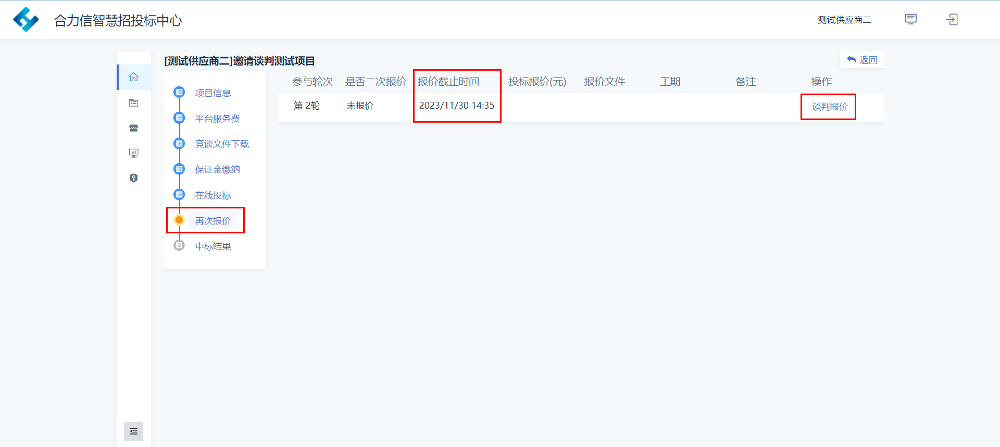 合力信智慧招投标中心
测试供应商二
[测试供应商二]邀请谈判测试项目
返回
项目信息
平台服务费
竞谈文件下载
保证金缴纳
在线投标
再次报价
中标结果
参与轮次 是否二次报价 报价截止时间 投标报价(元) 报价文件 工期 备注 操作
第 2轮 未报价 2023/11/30 14:35 谈判报价